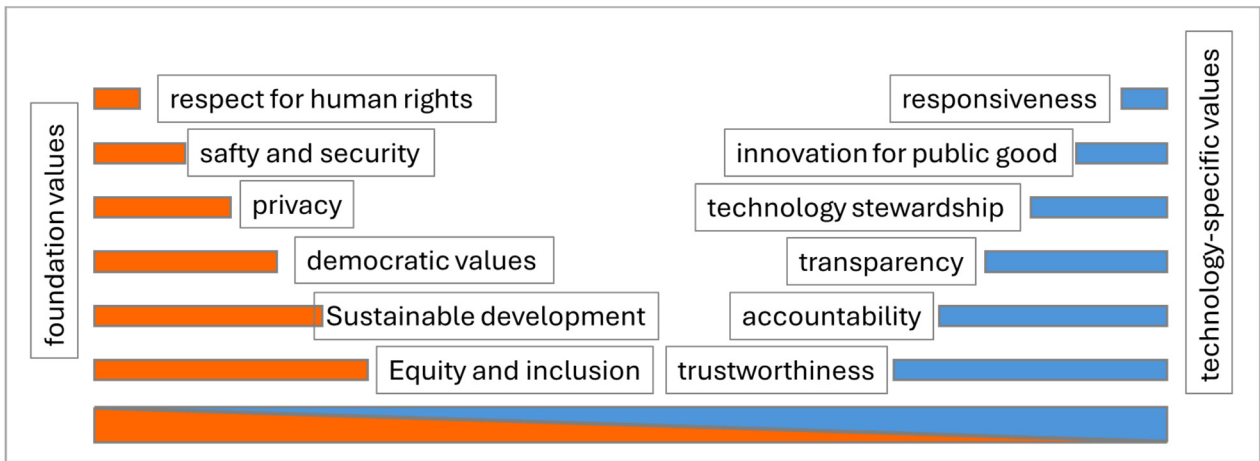 foundation values
respect for human rights
safty and security
privacy
democratic values
Sustainable development
Equity and inclusion
responsiveness
innovation for public good
technology stewardship
transparency
accountability
trustworthiness
technology-specific values